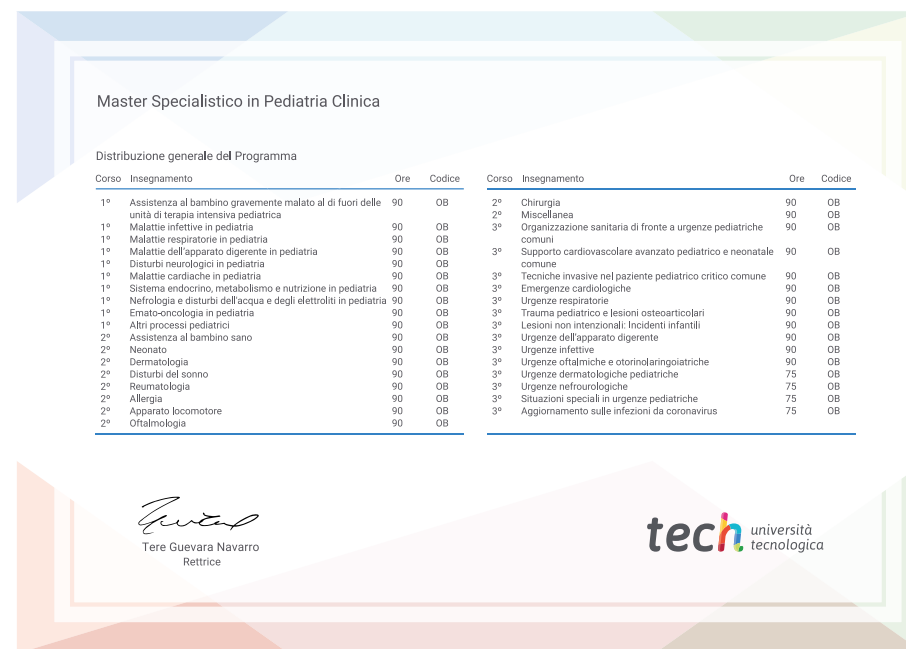 Master Specialistico in Pediatria Clinica
Distribuzione generale del Programma
Corso Insegnamento Ore Codice
1º Assistenza al bambino gravemente malato al di fuori delle 90 OB
unità di terapia intensiva pediatrica
1º Malattie infettive in pediatria 90 OB
1º Malattie respiratorie in pediatria 90 OB
1º Malattie dell'apparato digerente in pediatria 90 OB
1º Disturbi neurologici in pediatria 90 OB
1º Malattie cardiache in pediatria 90 OB
1º Sistema endocrino, metabolismo e nutrizione in pediatria 90 OB
1º Nefrologia e disturbi dell'acqua e degli elettroliti in pediatria 90 OB
1º Emato-oncologia in pediatria 90 OB
1º Altri processi pediatrici 90 OB
2º Assistenza al bambino sano 90 OB
2º Neonato 90 OB
2º Dermatologia 90 OB
2º Disturbi del sonno 90 OB
2º Reumatologia 90 OB
2º Allergia 90 OB
2º Apparato locomotore 90 OB
2º Oftalmologia 90 OB
Corso Insegnamento Ore Codice
2º Chirurgia 90 OB
2º Miscellanea 90 OB
3º Organizzazione sanitaria di fronte a urgenze pediatriche 90 OB
comuni
3º Supporto cardiovascolare avanzato pediatrico e neonatale 90 OB
comune
3º Tecniche invasive nel paziente pediatrico critico comune 90 OB
3º Emergenze cardiologiche 90 OB
3º Urgenze respiratorie 90 OB
3º Trauma pediatrico e lesioni osteoarticolari 90 OB
3º Lesioni non intenzionali: Incidenti infantili 90 OB
3º Urgenze dell'apparato digerente 90 OB
3º Urgenze infettive 90 OB
3º Urgenze oftalmiche e otorinolaringoiatriche 90 OB
3º Urgenze dermatologiche pediatriche 75 OB
3º Urgenze nefrourologiche 75 OB
3º Situazioni speciali in urgenze pediatriche 75 OB
3º Aggiornamento sulle infezioni da coronavirus 75 OB
Tere Guevara Navarro
Rettrice
tech università
tecnologica